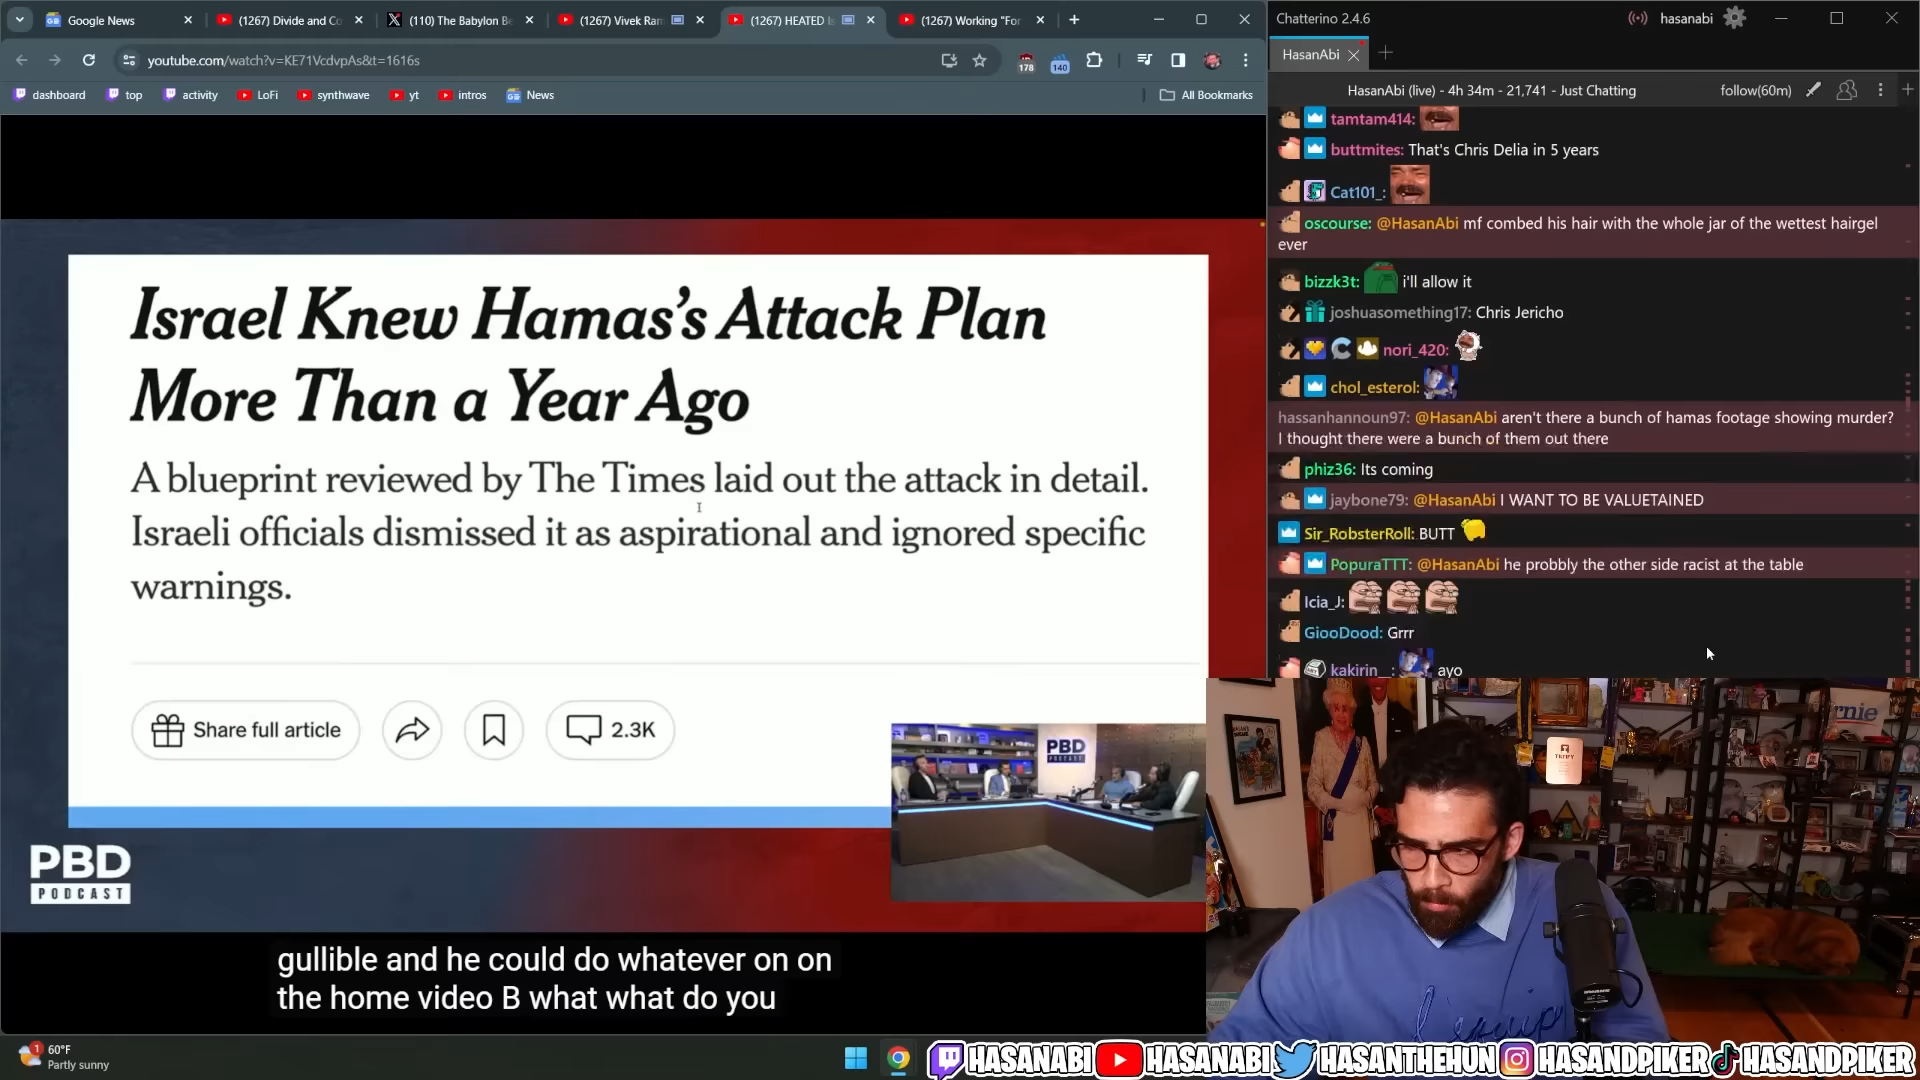 Google News
(1267) Divide and Co
(110) The Babylon Be
(1267) Vivek Ram
(1267) HEATED Is
(1267) Working "For
youtube.com/watch?v=KE71VcdvpAs&t=1616s
178
140
dashboard
top
activity
LoFi
synthwave
yt
intros
News
All Bookmarks
Israel Knew Hamas's Attack Plan
More Than a Year Ago
A blueprint reviewed by The Times laid out the attack in detail.
Israeli officials dismissed it as aspirational and ignored specific
warnings.
Share full article
2.3K
PBD
PODCAST
PBD
gullible and he could do whatever on on
the home video B what what do you
Chatterino 2.4.6
hasanabi
HasanAbi
HasanAbi (live) - 4h 34m - 21,741 - Just Chatting
follow(60m)
tamtam414:
buttmites: That's Chris Delia in 5 years
Cat101_:
oscourse: @HasanAbi mf combed his hair with the whole jar of the wettest hairgel
ever
bizzk3t: i'll allow it
joshuasomething17: Chris Jericho
nori_420:
chol_esterol:
hassanhannoun97: @HasanAbi aren't there a bunch of hamas footage showing murder?
I thought there were a bunch of them out there
phiz36: Its coming
jaybone79: @HasanAbi I WANT TO BE VALUETAINED
Sir_RobsterRoll: BUTT
PopuraTTT: @HasanAbi he probbly the other side racist at the table
Icia_J:
GiooDood: Grrr
kakirin__: ayo
rnie
1
60°F
Partly sunny
HASANABI
HASANABI
HASANTHEHUN
HASANDPIKER
HASANDPIKER